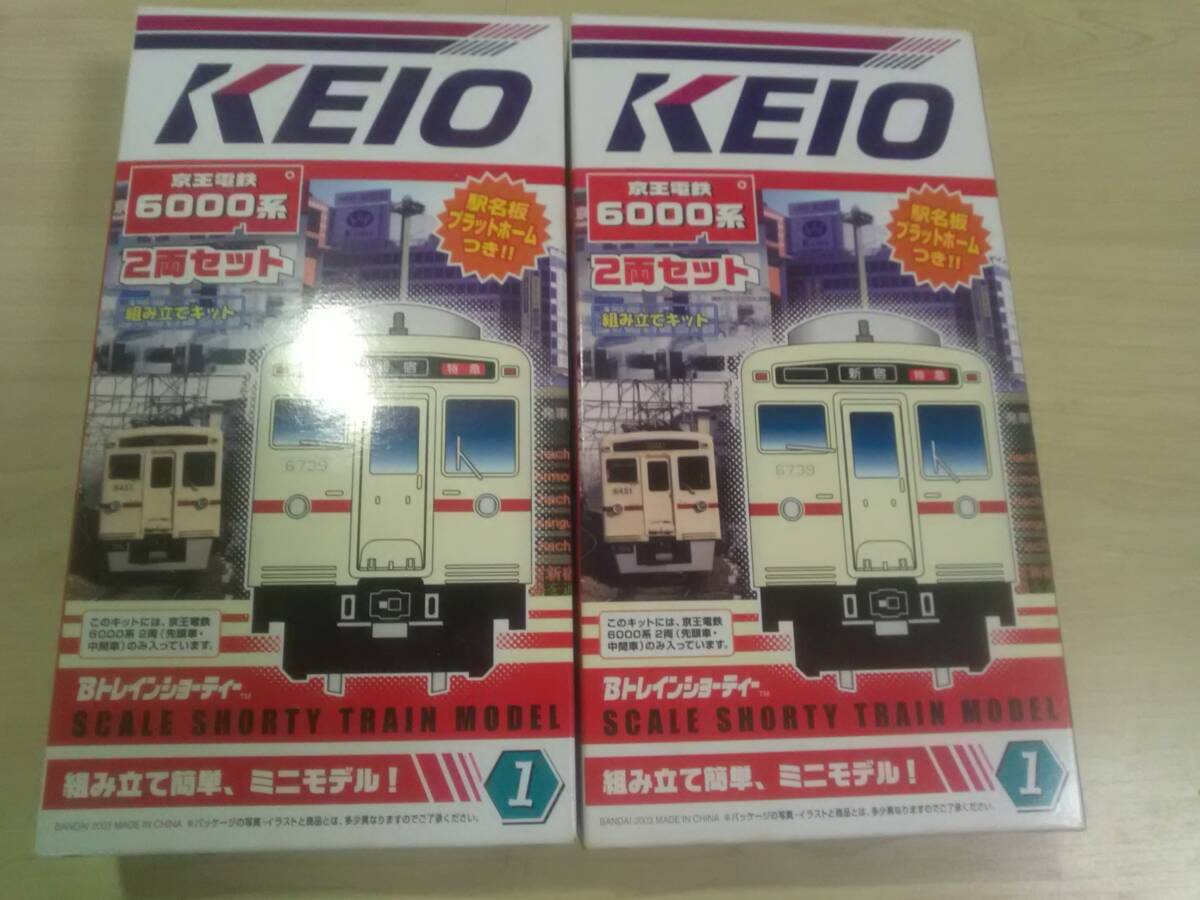 KEIO
京王電鉄
6000系
2両セット
組み立てキット
駅名板
プラットホーム
つき!!
宿
特急
6739
6451
このキットには、京王電鉄
6000系 2両(先頭車・
中間車)のみ入っています。
Bトレインショーティー™
SCALE SHORTY TRAIN MODEL
組み立て簡単、ミニモデル!
1
BANDAI 2003 MADE IN CHINA ※パッケージの写真・イラストと商品とは、多少異なりますのでご了承ください。
KEIO
京王電鉄
6000系
2両セット
組み立てキット
駅名板
プラットホーム
つき!!
新宿
特急
6739
6451
このキットには、京王電鉄
6000系 2両(先頭車・
中間車)のみ入っています。
Bトレインショーティー™
SCALE SHORTY TRAIN MODEL
組み立て簡単、ミニモデル!
1
BANDAI 2003 MADE IN CHINA ※パッケージの写真・イラストと商品とは、多少異なりますのでご了承ください。